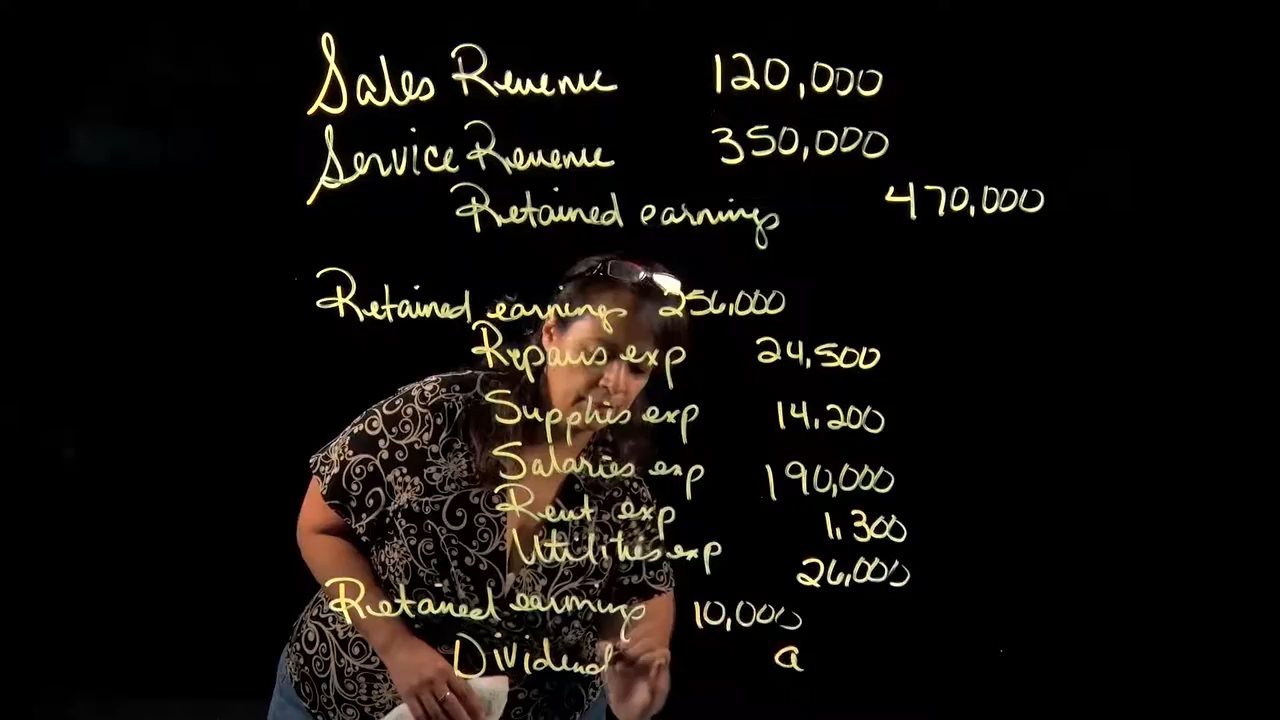 Sales Revenue 120,000
Service Revenue 350,000
Retained earnings 470,000
Retained earnings 256,000
Repairs exp 24,500
Supplies exp 14,200
Salaries exp 190,000
Rent exp 1,300
Utilities exp 26,000
Retained earnings 10,000
Dividend